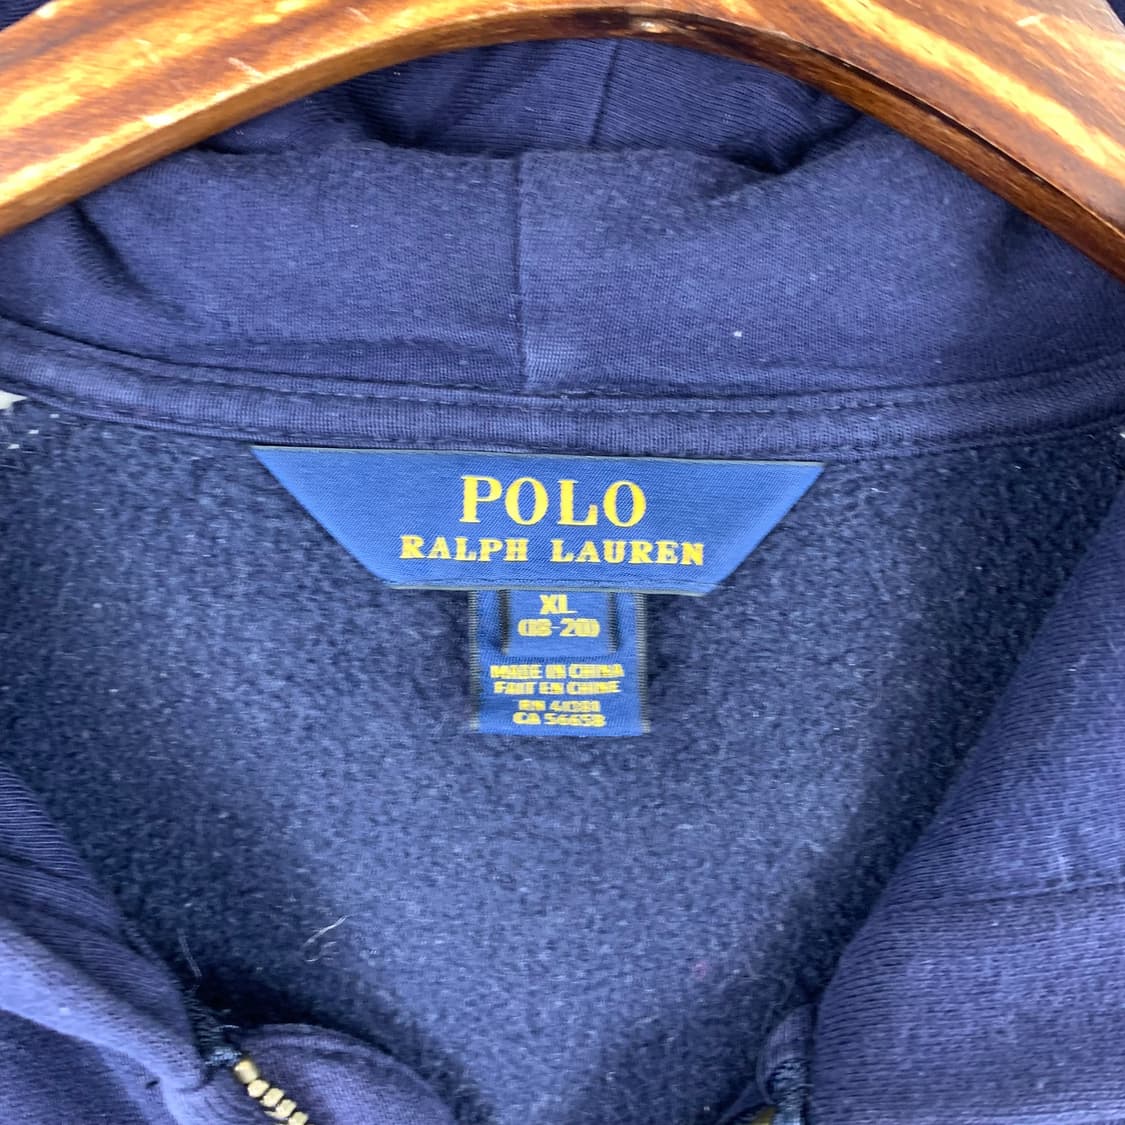 POLO
RALPH LAUREN
XL
(18-20)
MADE IN CHINA
FAIT EN CHINE
RN 41381
CA 56658